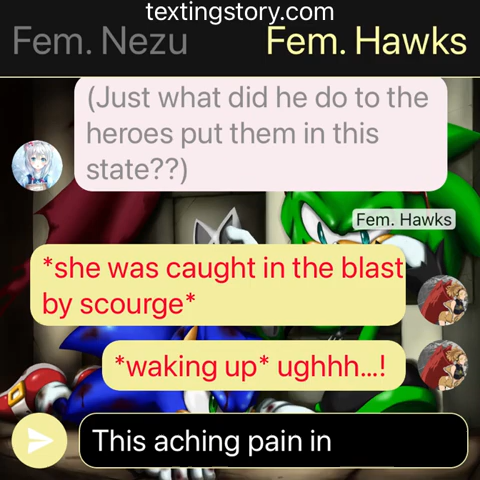 textingstory.com
Fem. Nezu Fem. Hawks
(Just what did he do to the
heroes put them in this
state??)
Fem. Hawks
*she was caught in the blast
by scourge*
*waking up* ughhh...!
This aching pain in